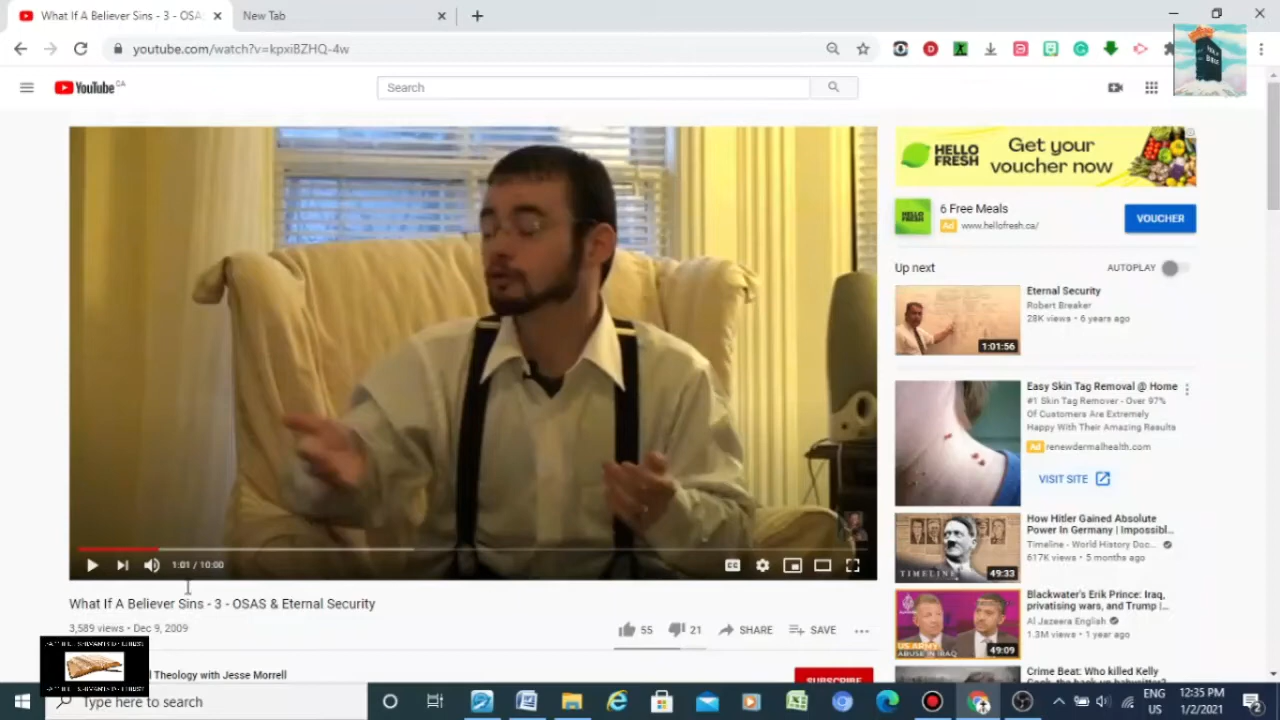 What If A Believer Sins - 3 - OSA
New Tab
youtube.com/watch?v=kpxiBZHQ-4w
YouTube CA
Search
HOLY
HELLO
FRESH
Get your
voucher now
6 Free Meals
Ad www.hellofresh.ca/
VOUCHER
Up next
AUTOPLAY
Eternal Security
Robert Breaker
28K views • 6 years ago
1:01:56
Easy Skin Tag Removal @ Home
#1 Skin Tag Remover - Over 97%
Of Customers Are Extremely
Happy With Their Amazing Results
Ad renewdermalhealth.com
VISIT SITE
How Hitler Gained Absolute
Power In Germany | Impossibl...
Timeline - World History Doc...
617K views • 5 months ago
TIMELINE
49:33
Blackwater's Erik Prince: Iraq,
privatising wars, and Trump |...
Al Jazeera English
1.3M views • 1 year ago
US ARMY
ABUSE IN IRAQ
49:09
Crime Beat: Who killed Kelly
1:01 / 10:00
What If A Believer Sins - 3 - OSAS & Eternal Security
3,589 views • Dec 9, 2009
55
21
SHARE
SAVE
l Theology with Jesse Morrell
SUBSCRIBE
Type here to search
ENG
US
12:35 PM
1/2/2021
2